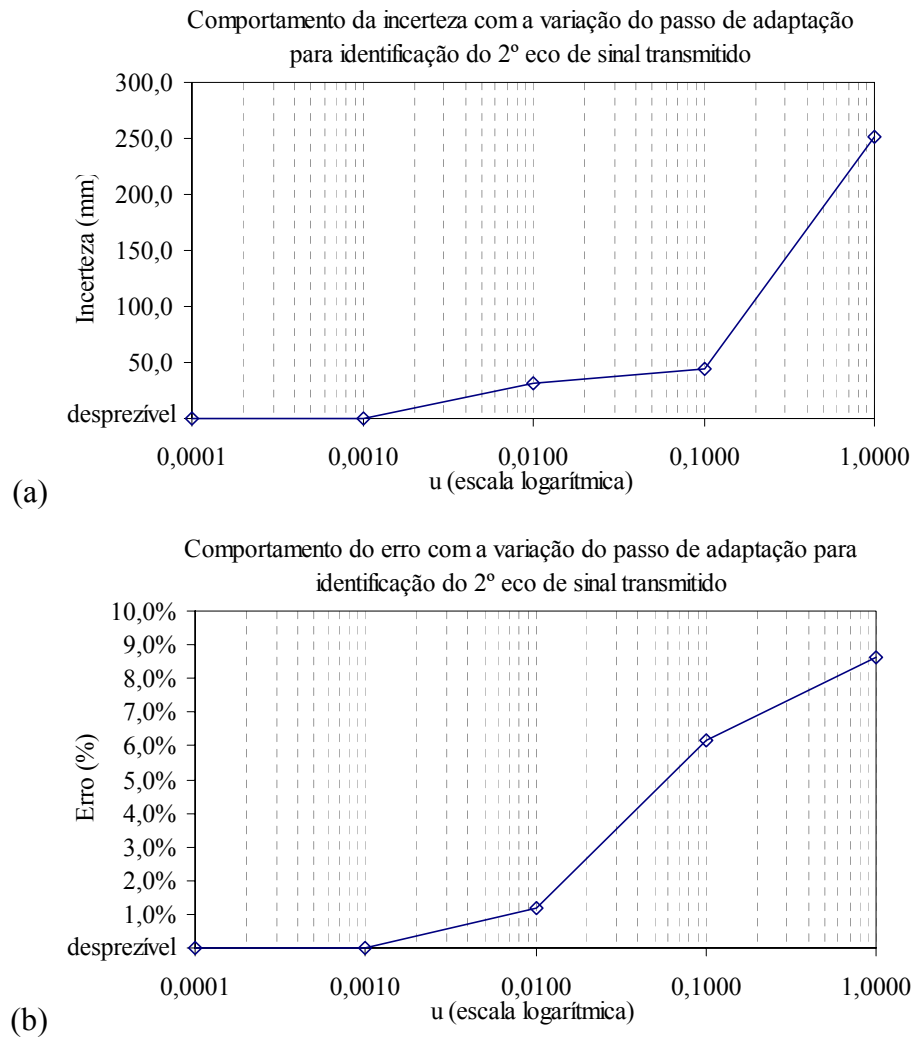 Comportamento da incerteza com a variação do passo de adaptação
para identificação do 2º eco de sinal transmitido
300,0
250,0
200,0
150,0
100,0
50,0
desprezível
Incerteza (mm)
0,0001 0,0010 0,0100 0,1000 1,0000
u (escala logarítmica)
(a)
Comportamento do erro com a variação do passo de adaptação para
identificação do 2º eco de sinal transmitido
10,0%
9,0%
8,0%
7,0%
6,0%
5,0%
4,0%
3,0%
2,0%
1,0%
desprezível
Erro (%)
0,0001 0,0010 0,0100 0,1000 1,0000
u (escala logarítmica)
(b)